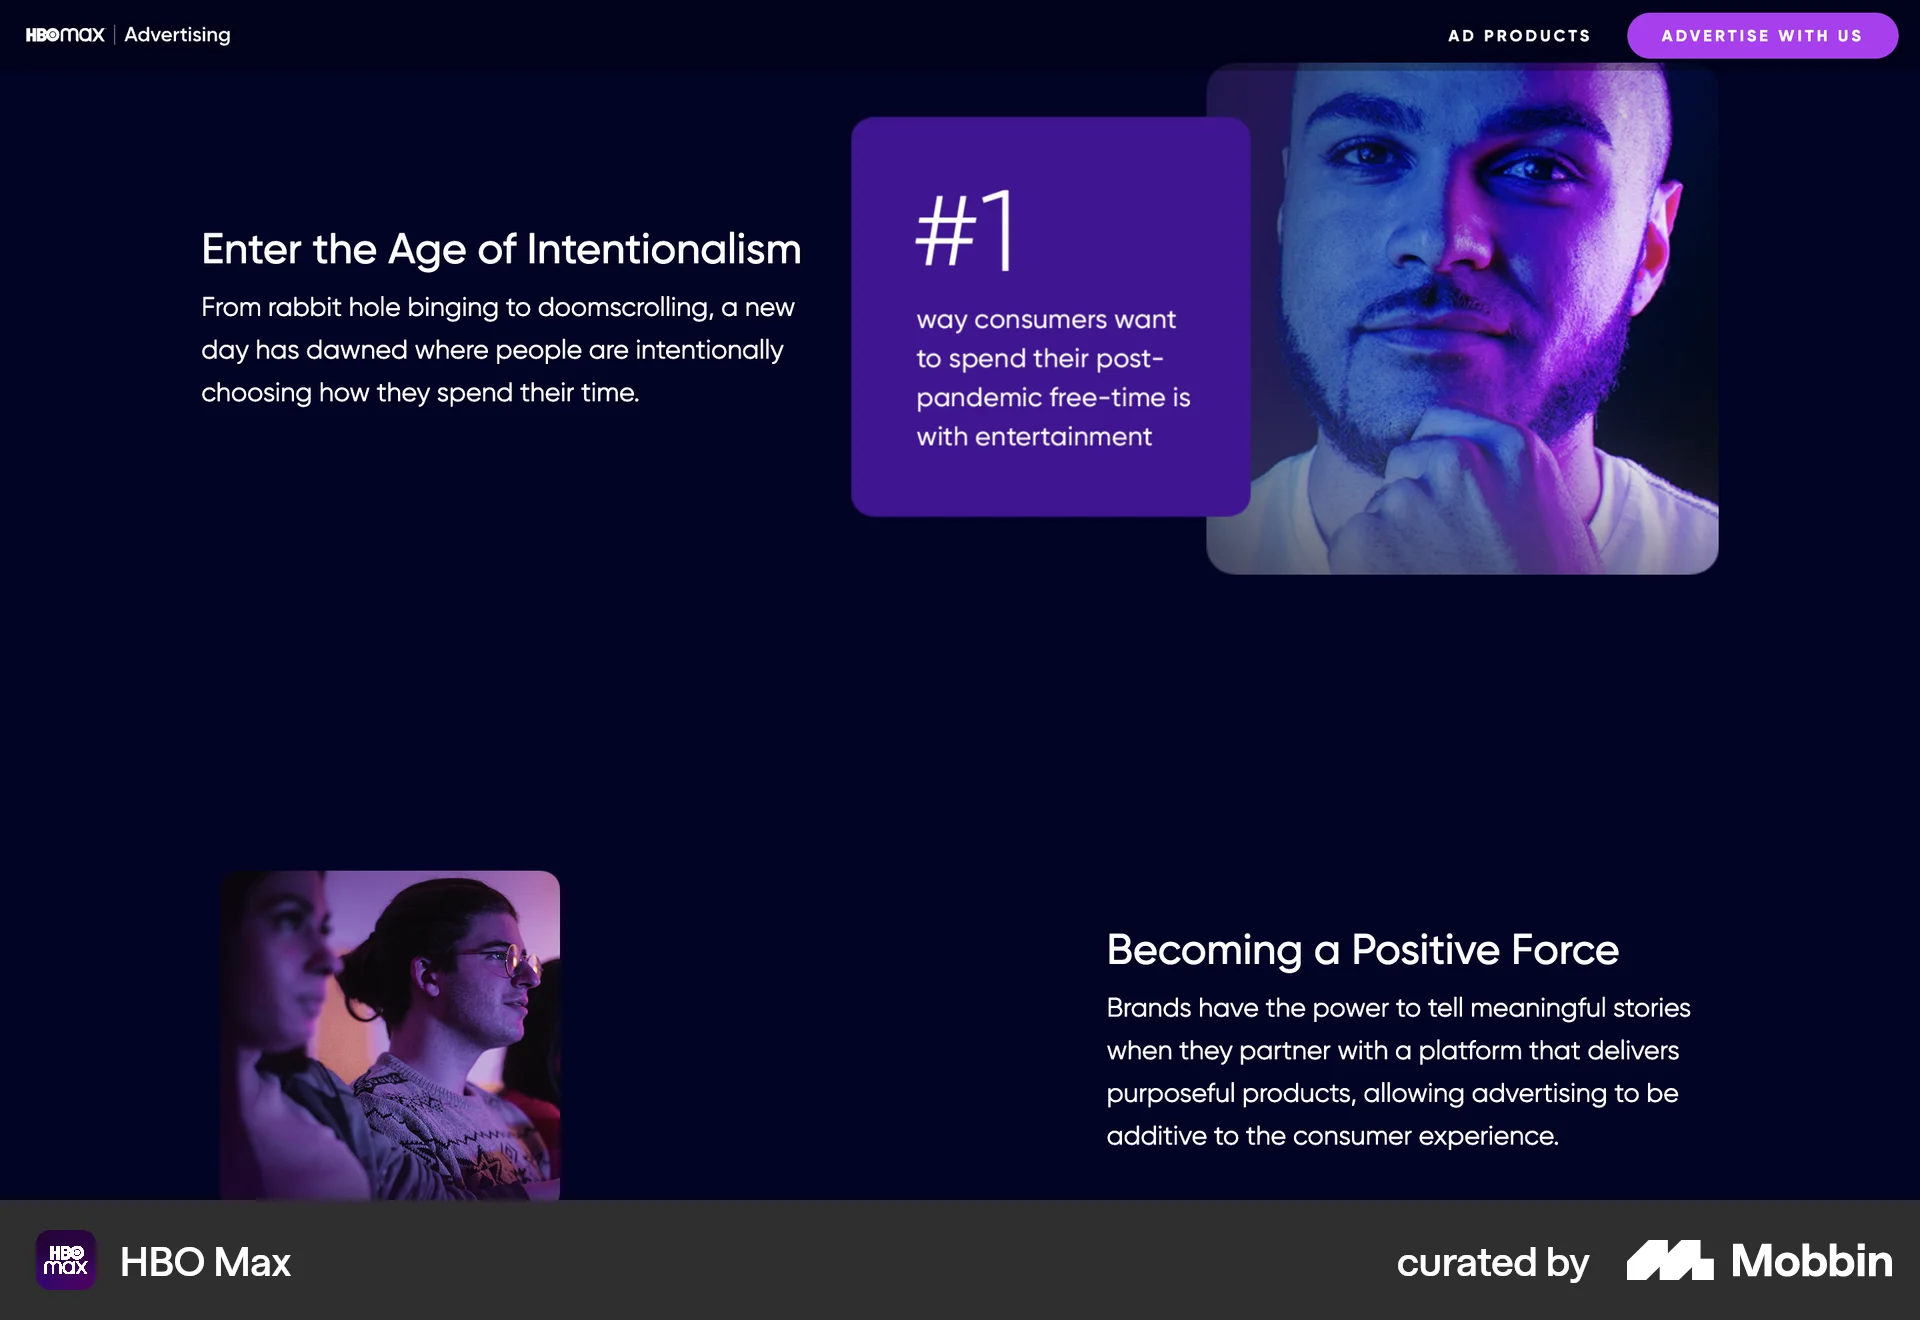 HBO max | Advertising
AD PRODUCTS
ADVERTISE WITH US
Enter the Age of Intentionalism
From rabbit hole binging to doomscrolling, a new
day has dawned where people are intentionally
choosing how they spend their time.
#1
way consumers want
to spend their post-
pandemic free-time is
with entertainment
Becoming a Positive Force
Brands have the power to tell meaningful stories
when they partner with a platform that delivers
purposeful products, allowing advertising to be
additive to the consumer experience.
HBO
max
HBO Max
curated by
Mobbin